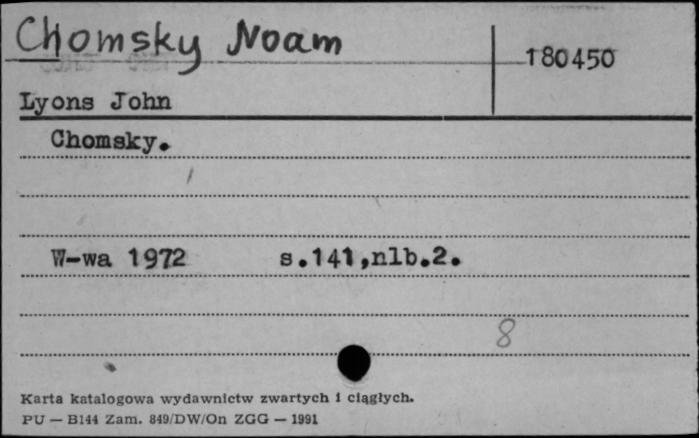 Chomsky Noam
180450
Lyons John
Chomsky.
W-wa 1972 s.141,nlb.2.
8
Karta katalogowa wydawnictw zwartych i ciągłych.
PU — B144 Zam. 849/DW/On ZGG — 1991